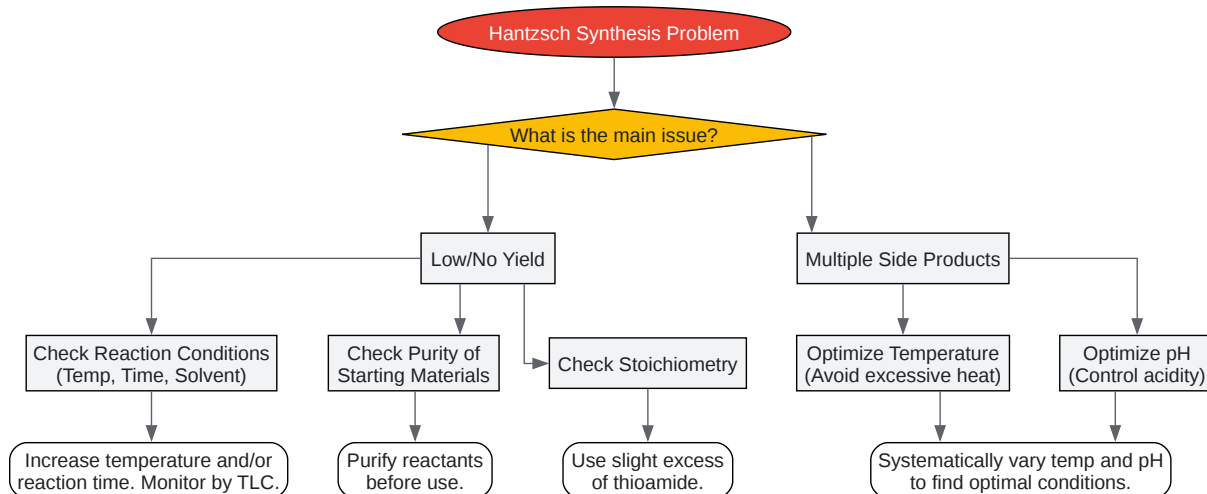 Hantzsch Synthesis Problem
What is the main issue?
Low/No Yield
Multiple Side Products
Check Reaction Conditions
(Temp, Time, Solvent)
Check Purity of
Starting Materials
Check Stoichiometry
Optimize Temperature
(Avoid excessive heat)
Optimize pH
(Control acidity)
Increase temperature and/or
reaction time. Monitor by TLC.
Purify reactants
before use.
Use slight excess
of thioamide.
Systematically vary temp and pH
to find optimal conditions.